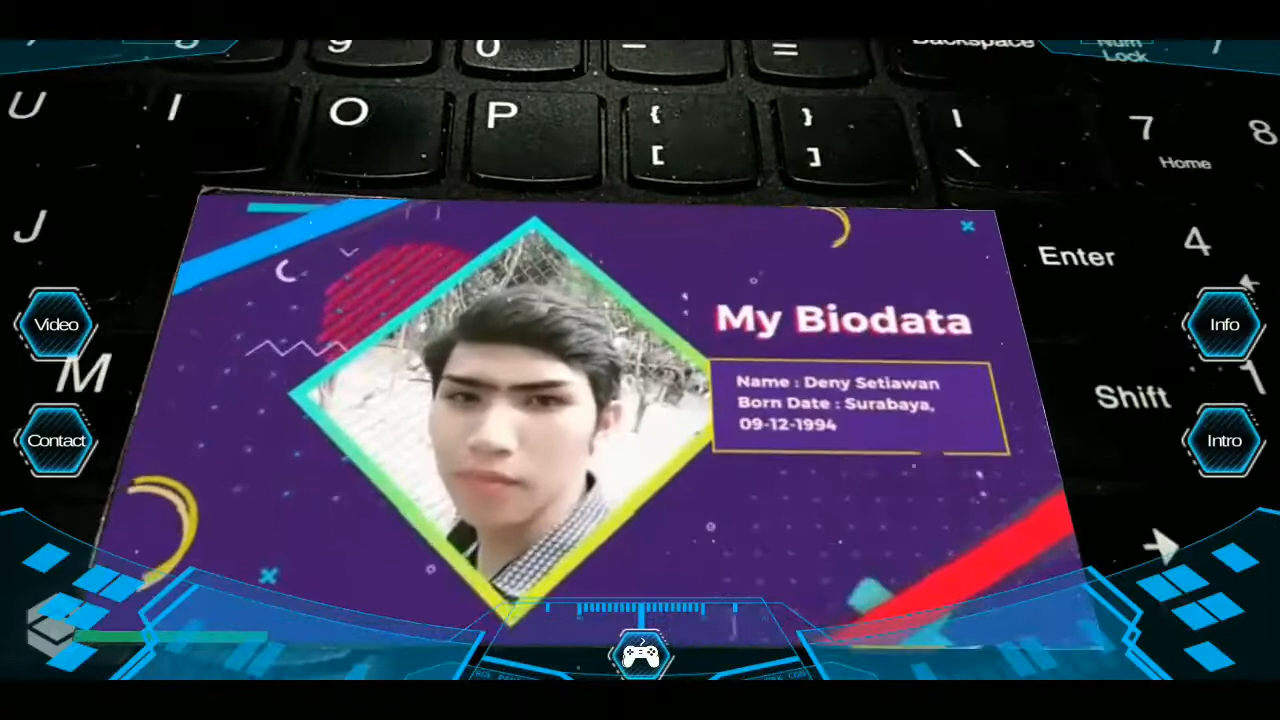 9 0 - = Backspace Num Lock
U I O P { [ } ] | \ 7 Home 8
J Enter 4
Video
Info
M Shift 1
Contact
Intro
My Biodata
Name : Deny Setiawan
Born Date : Surabaya,
09-12-1994